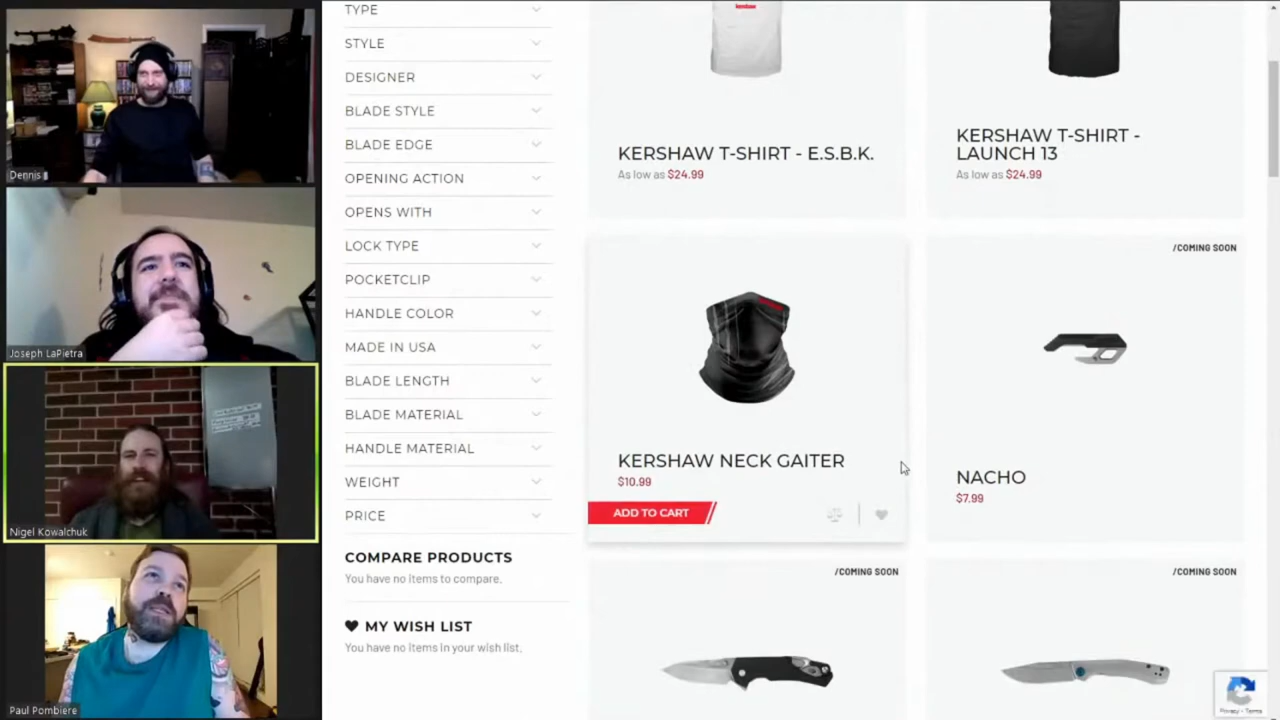 Dennis
Joseph LaPietra
Nigel Kowalchuk
Paul Pombiere
TYPE
STYLE
DESIGNER
BLADE STYLE
BLADE EDGE
OPENING ACTION
OPENS WITH
LOCK TYPE
POCKETCLIP
HANDLE COLOR
MADE IN USA
BLADE LENGTH
BLADE MATERIAL
HANDLE MATERIAL
WEIGHT
PRICE
COMPARE PRODUCTS
You have no items to compare.
MY WISH LIST
You have no items in your wish list.
kershaw
KERSHAW T-SHIRT - E.S.B.K.
As low as $24.99
KERSHAW T-SHIRT -
LAUNCH 13
As low as $24.99
KERSHAW NECK GAITER
$10.99
ADD TO CART
/COMING SOON
NACHO
$7.99
/COMING SOON
/COMING SOON
Privacy - Terms